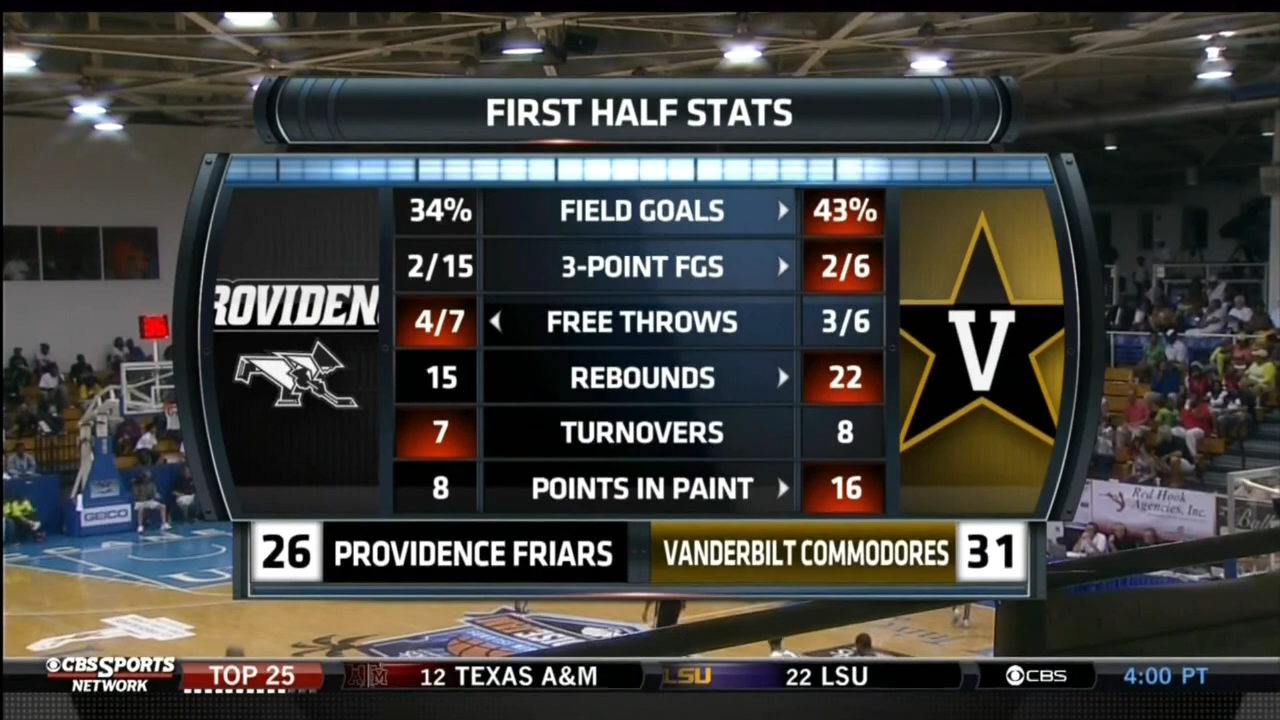 FIRST HALF STATS
34% FIELD GOALS 43%
2/15 3-POINT FGS 2/6
ROVIDEN
4/7 FREE THROWS 3/6
V
15 REBOUNDS 22
7 TURNOVERS 8
8 POINTS IN PAINT 16
26 PROVIDENCE FRIARS VANDERBILT COMMODORES 31
GEICO
Red Hook
Agencies, Inc.
CBS SPORTS
NETWORK
TOP 25 ATM 12 TEXAS A&M LSU 22 LSU CBS 4:00 PT